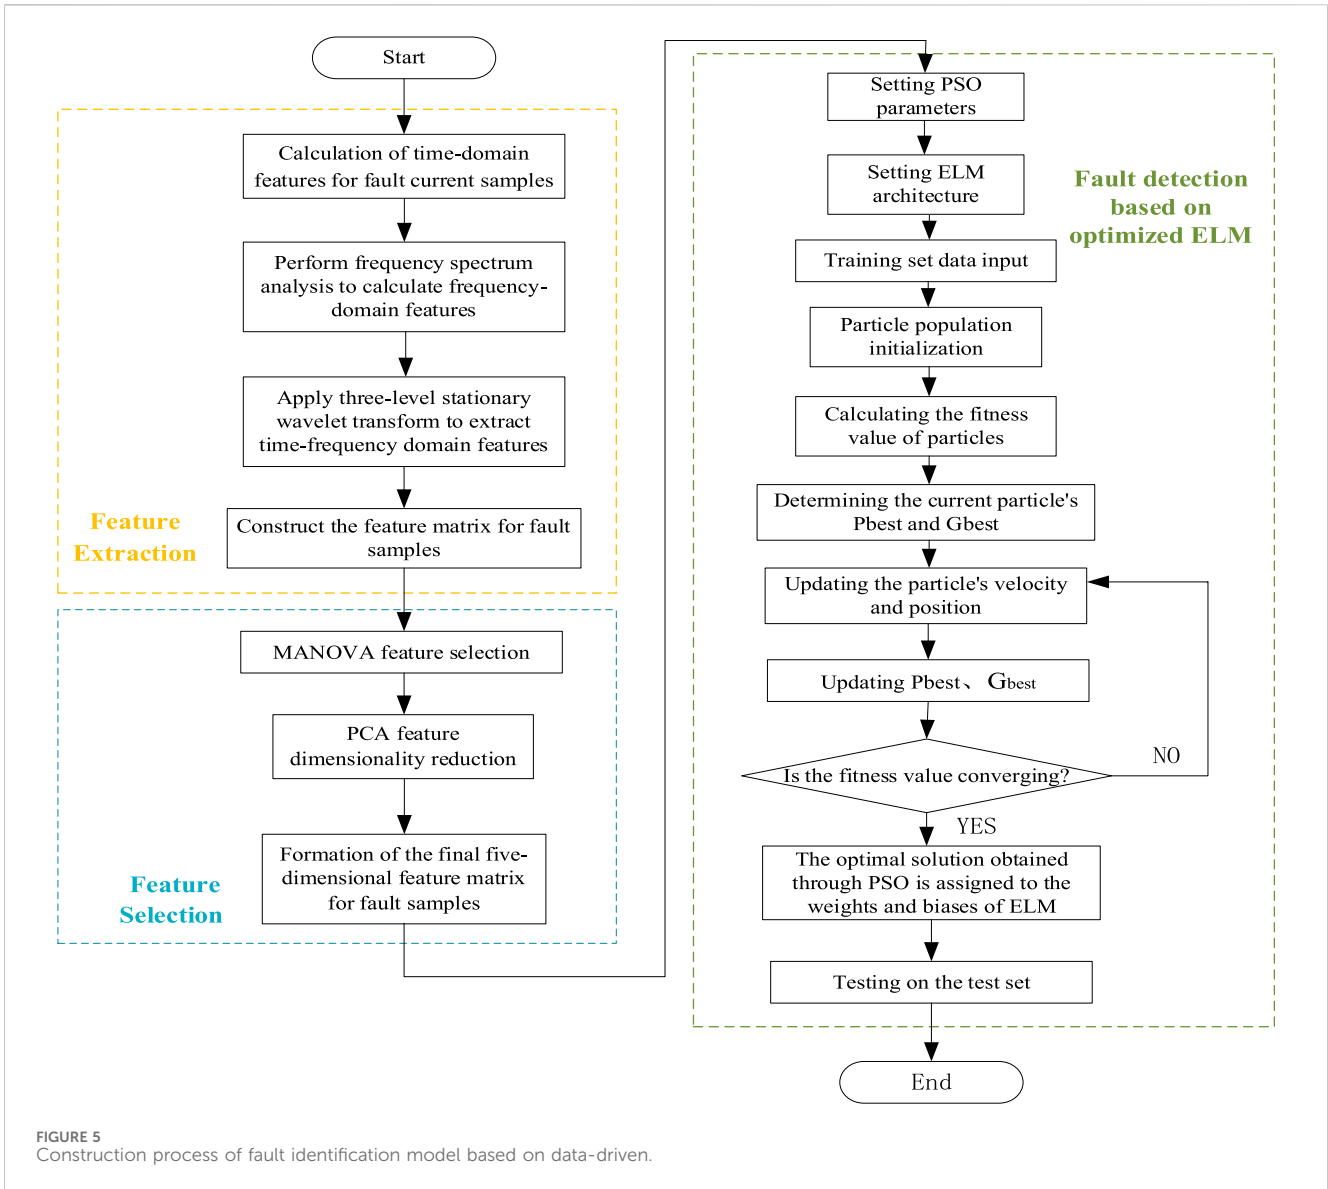 Start
Calculation of time-domain
features for fault current samples
Perform frequency spectrum
analysis to calculate frequency-
domain features
Apply three-level stationary
wavelet transform to extract
time-frequency domain features
Construct the feature matrix for fault
samples
Feature
Extraction
MANOVA feature selection
PCA feature
dimensionality reduction
Formation of the final five-
dimensional feature matrix
for fault samples
Feature
Selection
Setting PSO
parameters
Setting ELM
architecture
Training set data input
Particle population
initialization
Calculating the fitness
value of particles
Determining the current particle's
Pbest and Gbest
Updating the particle's velocity
and position
Updating Pbest、Gbest
Is the fitness value converging?
NO
YES
The optimal solution obtained
through PSO is assigned to the
weights and biases of ELM
Testing on the test set
Fault detection
based on
optimized ELM
End
FIGURE 5
Construction process of fault identification model based on data-driven.